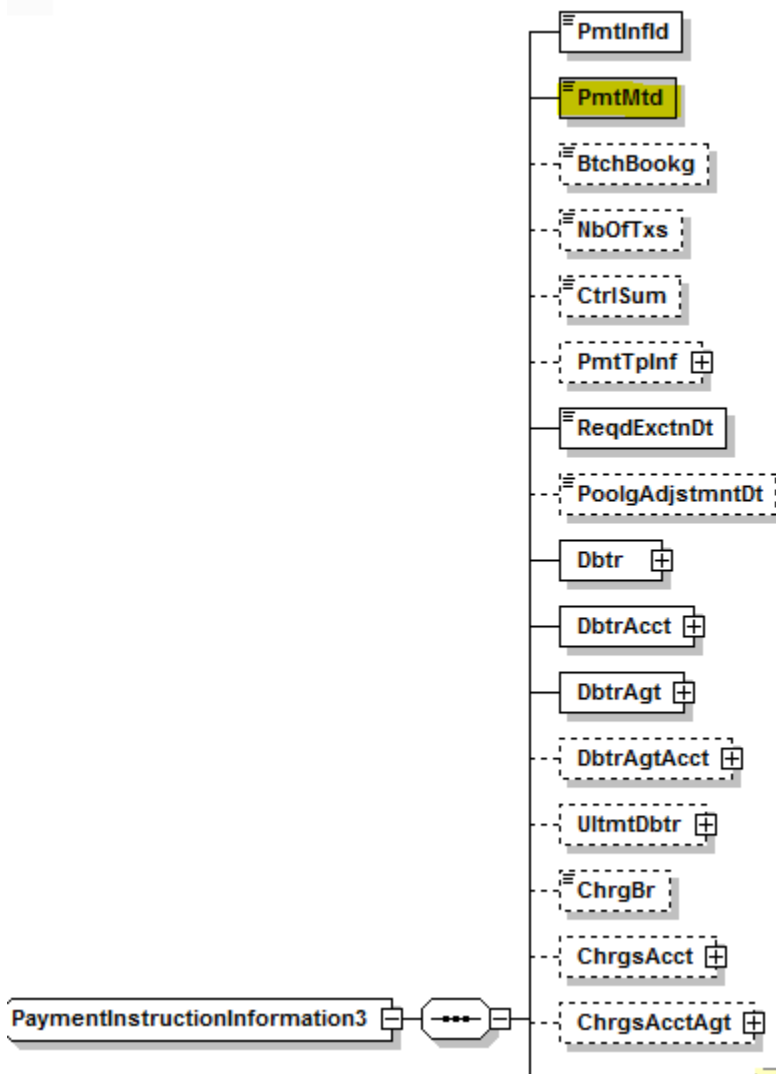 PmtInfId
PmtMtd
BtchBookg
NbOfTxs
CtrlSum
PmtTpInf
ReqdExctnDt
PoolgAdjstmntDt
Dbtr
DbtrAcct
DbtrAgt
DbtrAgtAcct
UltmtDbtr
ChrgBr
ChrgsAcct
PaymentInstructionInformation3
ChrgsAcctAgt